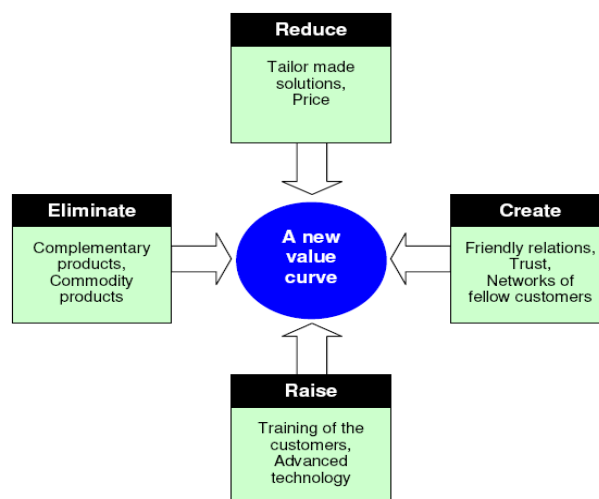 Reduce
Tailor made
solutions,
Price
Eliminate
Complementary
products,
Commodity
products
A new
value
curve
Create
Friendly relations,
Trust,
Networks of
fellow customers
Raise
Training of the
customers,
Advanced
technology